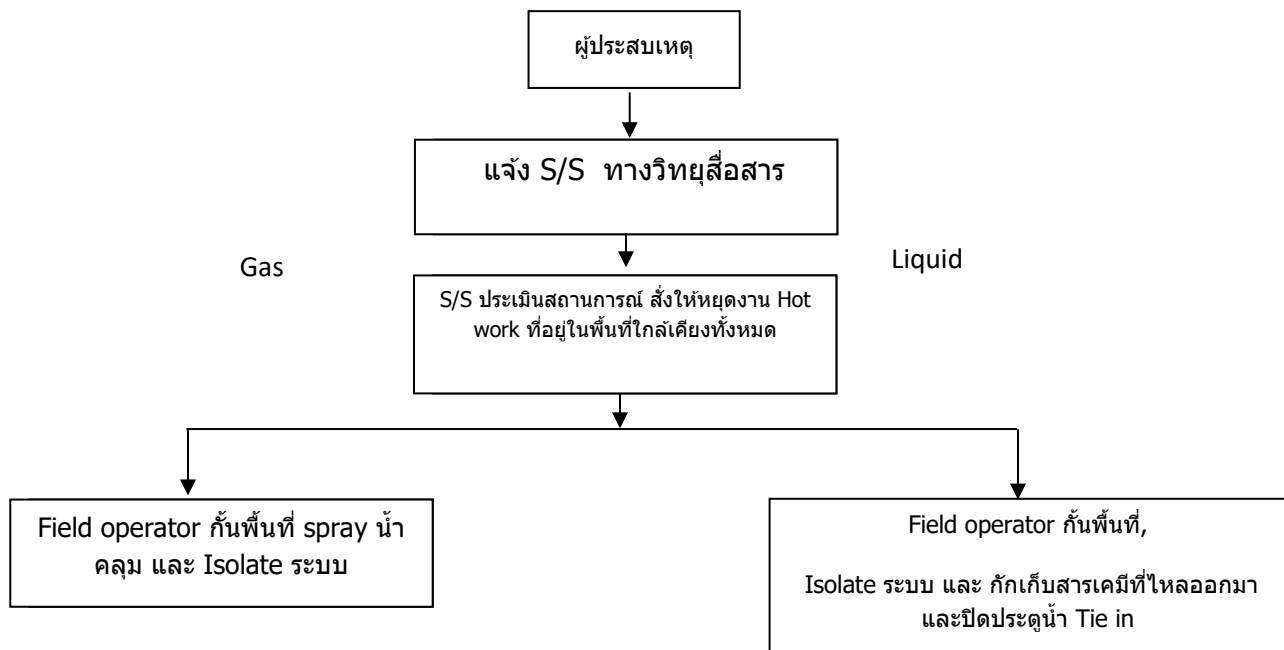 ผู้ประสบเหตุ
แจ้ง S/S ทางวิทยุสื่อสาร
Gas
Liquid
S/S ประเมินสถานการณ์ สั่งให้หยุดงาน Hot
work ที่อยู่ในพื้นที่ใกล้เคียงทั้งหมด
Field operator กั้นพื้นที่ spray น้ำ
คลุม และ Isolate ระบบ
Field operator กั้นพื้นที่,
Isolate ระบบ และ กักเก็บสารเคมีที่ไหลออกมา
และปิดประตูน้ำ Tie in